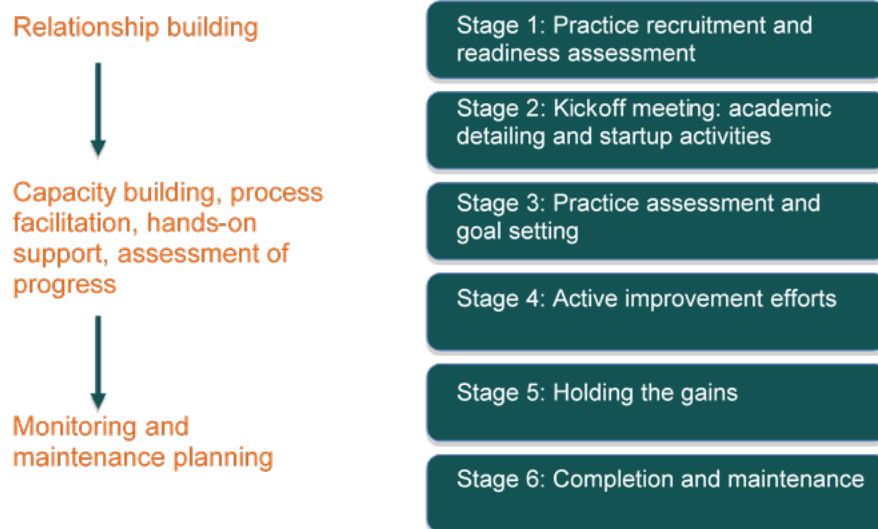 Relationship building
Capacity building, process
facilitation, hands-on
support, assessment of
progress
Monitoring and
maintenance planning
Stage 1: Practice recruitment and
readiness assessment
Stage 2: Kickoff meeting: academic
detailing and startup activities
Stage 3: Practice assessment and
goal setting
Stage 4: Active improvement efforts
Stage 5: Holding the gains
Stage 6: Completion and maintenance